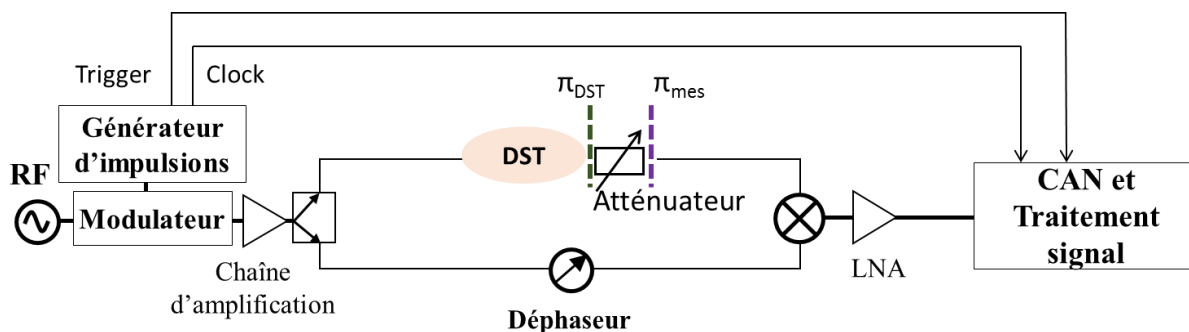 Trigger
Clock
Générateur
d’impulsions
RF
Modulateur
Chaîne
d’amplification
DST
πDST
πmes
Atténuateur
Déphaseur
LNA
CAN et
Traitement
signal